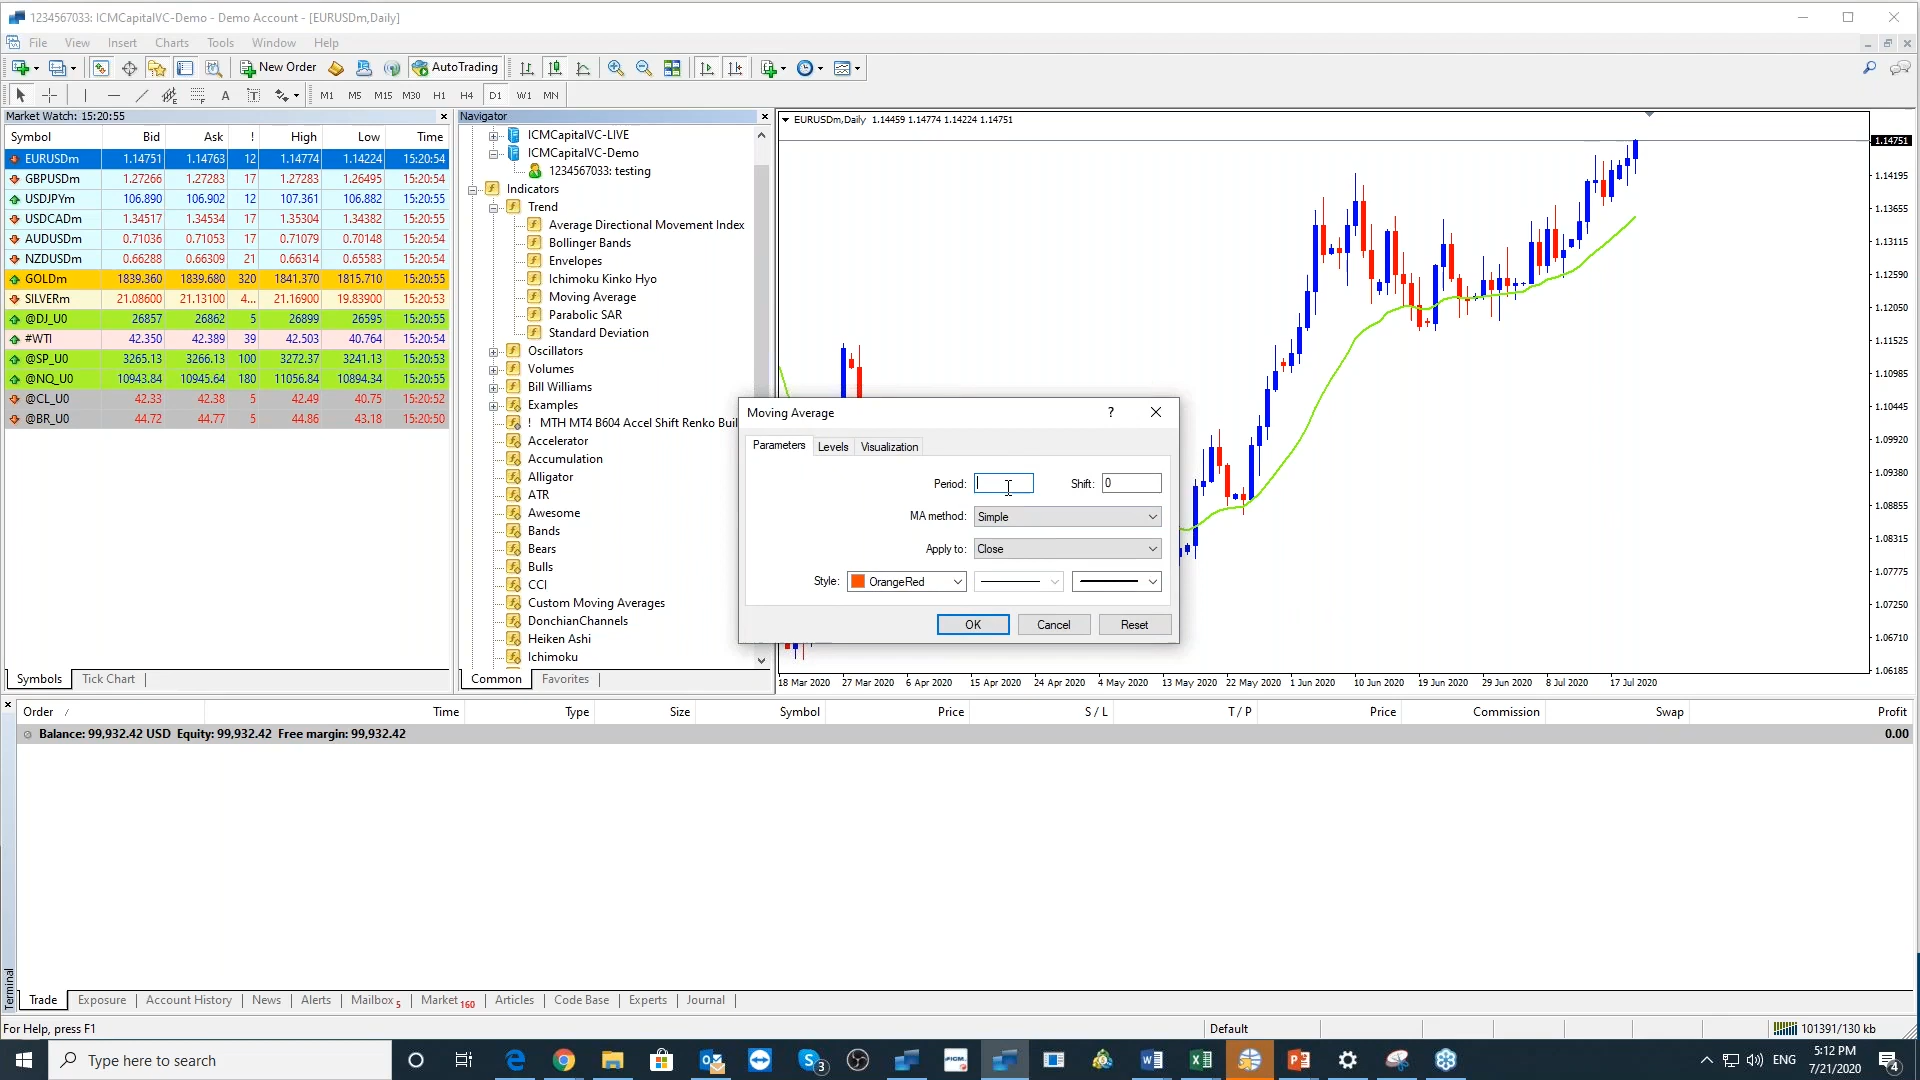 1234567033: ICMCapitalVC-Demo - Demo Account - [EURUSDm,Daily]
File View Insert Charts Tools Window Help
New Order AutoTrading
A T M1 M5 M15 M30 H1 H4 D1 W1 MN
Market Watch: 15:20:55
Symbol Bid Ask ! High Low Time
EURUSDm 1.14751 1.14763 12 1.14774 1.14224 15:20:54
GBPUSDm 1.27266 1.27283 17 1.27283 1.26495 15:20:54
USDJPYm 106.890 106.902 12 107.361 106.882 15:20:55
USDCADm 1.34517 1.34534 17 1.35304 1.34382 15:20:55
AUDUSDm 0.71036 0.71053 17 0.71079 0.70148 15:20:54
NZDUSDm 0.66288 0.66309 21 0.66314 0.65583 15:20:54
GOLDm 1839.360 1839.680 320 1841.370 1815.710 15:20:55
SILVERm 21.08600 21.13100 4... 21.16900 19.83900 15:20:53
@DJ_U0 26857 26862 5 26899 26595 15:20:55
#WTI 42.350 42.389 39 42.503 40.764 15:20:54
@SP_U0 3265.13 3266.13 100 3272.37 3241.13 15:20:53
@NQ_U0 10943.84 10945.64 180 11056.84 10894.34 15:20:55
@CL_U0 42.33 42.38 5 42.49 40.75 15:20:52
@BR_U0 44.72 44.77 5 44.86 43.18 15:20:50
Symbols Tick Chart
Navigator
ICMCapitalVC-LIVE
ICMCapitalVC-Demo
1234567033: testing
Indicators
Trend
Average Directional Movement Index
Bollinger Bands
Envelopes
Ichimoku Kinko Hyo
Moving Average
Parabolic SAR
Standard Deviation
Oscillators
Volumes
Bill Williams
Examples
! MTH MT4 B604 Accel Shift Renko Buil
Accelerator
Accumulation
Alligator
ATR
Awesome
Bands
Bears
Bulls
CCI
Custom Moving Averages
DonchianChannels
Heiken Ashi
Ichimoku
Common Favorites
EURUSDm,Daily 1.14459 1.14774 1.14224 1.14751
1.14751
1.14195
1.13655
1.13115
1.12590
1.12050
1.11525
1.10985
1.10445
1.09920
1.09380
1.08855
1.08315
1.07775
1.07250
1.06710
1.06185
18 Mar 2020 27 Mar 2020 6 Apr 2020 15 Apr 2020 24 Apr 2020 4 May 2020 13 May 2020 22 May 2020 1 Jun 2020 10 Jun 2020 19 Jun 2020 29 Jun 2020 8 Jul 2020 17 Jul 2020
Moving Average ?
Parameters Levels Visualization
Period: Shift: 0
MA method: Simple
Apply to: Close
Style: OrangeRed
OK Cancel Reset
Order / Time Type Size Symbol Price S / L T / P Price Commission Swap Profit
Balance: 99,932.42 USD Equity: 99,932.42 Free margin: 99,932.42 0.00
Terminal
Trade Exposure Account History News Alerts Mailbox 5 Market 160 Articles Code Base Experts Journal
For Help, press F1 Default 101391/130 kb
Type here to search
3
ICM
ENG
5:12 PM
7/21/2020
4